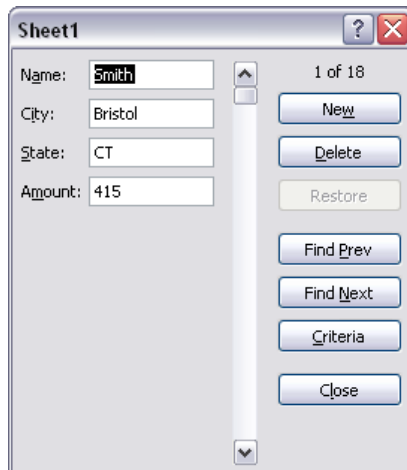 Sheet1
?
Name: Smith
City: Bristol
State: CT
Amount: 415
1 of 18
New
Delete
Restore
Find Prev
Find Next
Criteria
Close